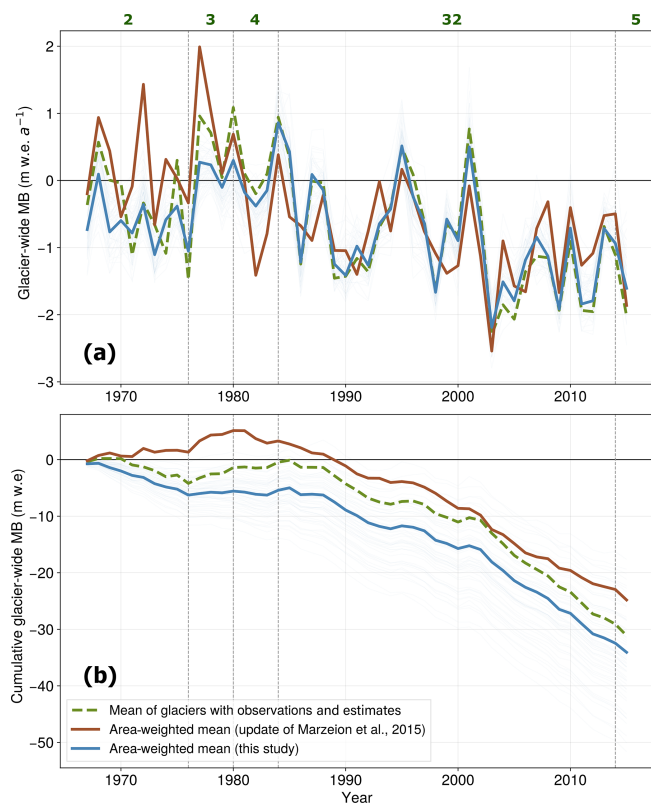 2 3 4 32 5
Glacier-wide MB (m w.e. a⁻¹)
2
1
0
−1
−2
−3
(a)
1970 1980 1990 2000 2010
Cumulative glacier-wide MB (m w.e)
0
−10
−20
−30
−40
−50
(b)
Mean of glaciers with observations and estimates
Area-weighted mean (update of Marzeion et al., 2015)
Area-weighted mean (this study)
1970 1980 1990 2000 2010
Year